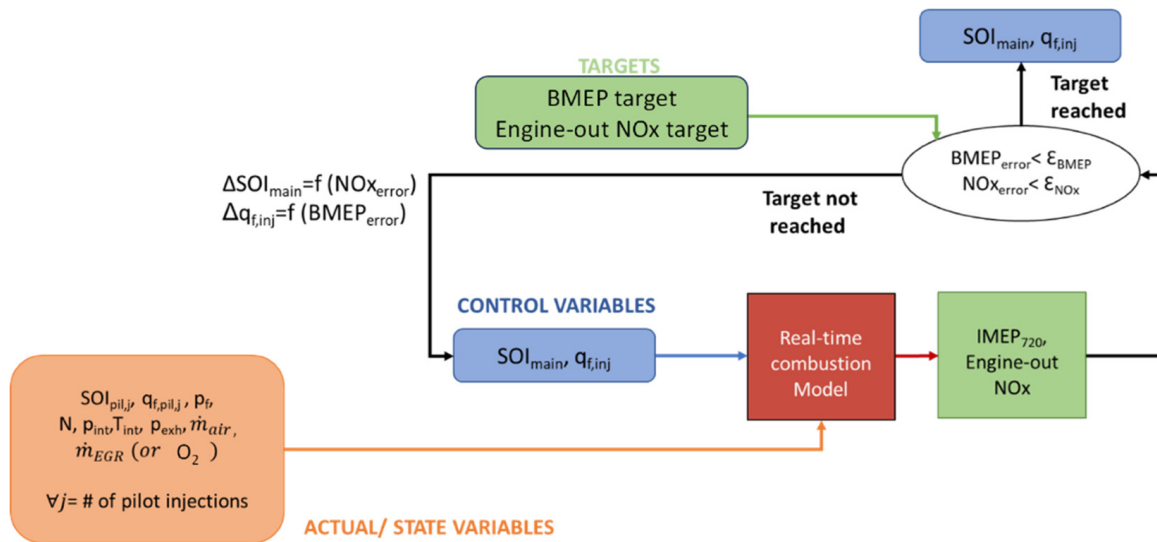 SOI_main, q_f,inj
TARGETS
BMEP target
Engine-out NOx target
Target
reached
BMEP_error< Ɛ_BMEP
NOx_error< Ɛ_NOx
ΔSOI_main=f (NOx_error)
Δq_f,inj=f (BMEP_error)
Target not
reached
CONTROL VARIABLES
SOI_main, q_f,inj
Real-time
combustion
Model
IMEP_720,
Engine-out
NOx
SOI_pil,j, q_f,pil,j , p_f,
N, p_int,T_int, p_exh, ṁ_air,
ṁ_EGR (or O_2 )
∀j= # of pilot injections
ACTUAL/ STATE VARIABLES